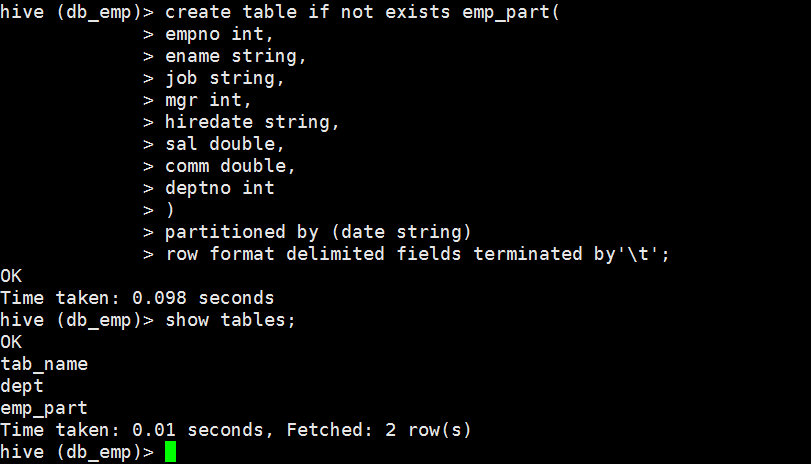 hive (db_emp)> create table if not exists emp_part(
> empno int,
> ename string,
> job string,
> mgr int,
> hiredate string,
> sal double,
> comm double,
> deptno int
> )
> partitioned by (date string)
> row format delimited fields terminated by'\t';
OK
Time taken: 0.098 seconds
hive (db_emp)> show tables;
OK
tab_name
dept
emp_part
Time taken: 0.01 seconds, Fetched: 2 row(s)
hive (db_emp)>